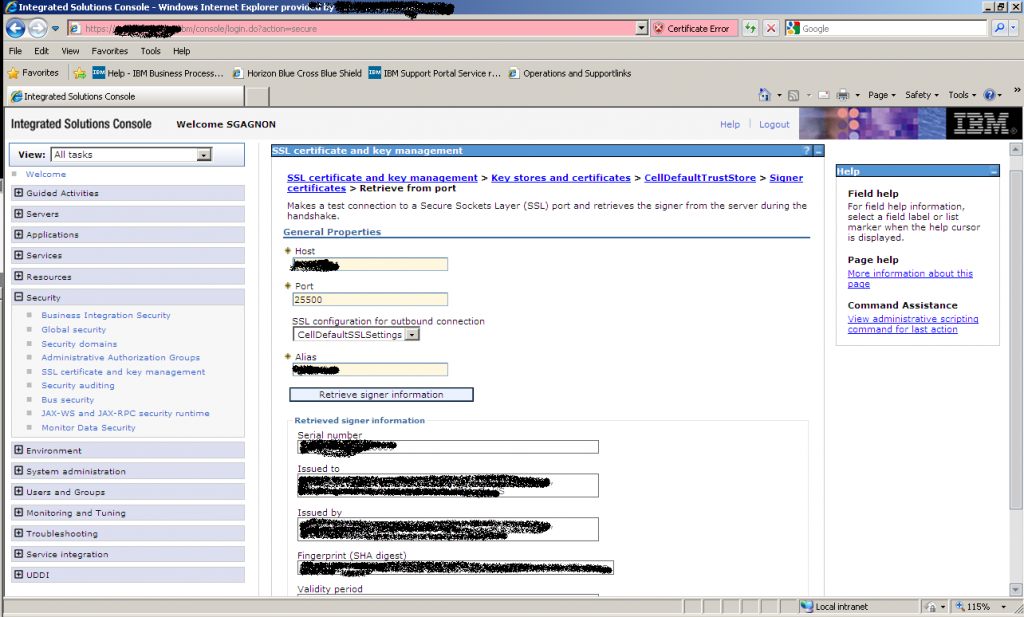 Integrated Solutions Console - Windows Internet Explorer provided by
https:// bm/console/login.do?action=secure
Certificate Error
Google
File Edit View Favorites Tools Help
Favorites
Help - IBM Business Process...
Horizon Blue Cross Blue Shield
IBM Support Portal Service r...
Operations and Supportlinks
Integrated Solutions Console
Page Safety Tools
Integrated Solutions Console Welcome SGAGNON
Help Logout
IBM
View: All tasks
Welcome
Guided Activities
Servers
Applications
Services
Resources
Security
Business Integration Security
Global security
Security domains
Administrative Authorization Groups
SSL certificate and key management
Security auditing
Bus security
JAX-WS and JAX-RPC security runtime
Monitor Data Security
Environment
System administration
Users and Groups
Monitoring and Tuning
Troubleshooting
Service integration
UDDI
SSL certificate and key management
SSL certificate and key management > Key stores and certificates > CellDefaultTrustStore > Signer
certificates > Retrieve from port
Makes a test connection to a Secure Sockets Layer (SSL) port and retrieves the signer from the server during the
handshake.
General Properties
Host
Port
25500
SSL configuration for outbound connection
CellDefaultSSLSettings
Alias
Retrieve signer information
Retrieved signer information
Serial number
Issued to
Issued by
Fingerprint (SHA digest)
Validity period
Help
Field help
For field help information,
select a field label or list
marker when the help cursor
is displayed.
Page help
More information about this
page
Command Assistance
View administrative scripting
command for last action
Local intranet
115%